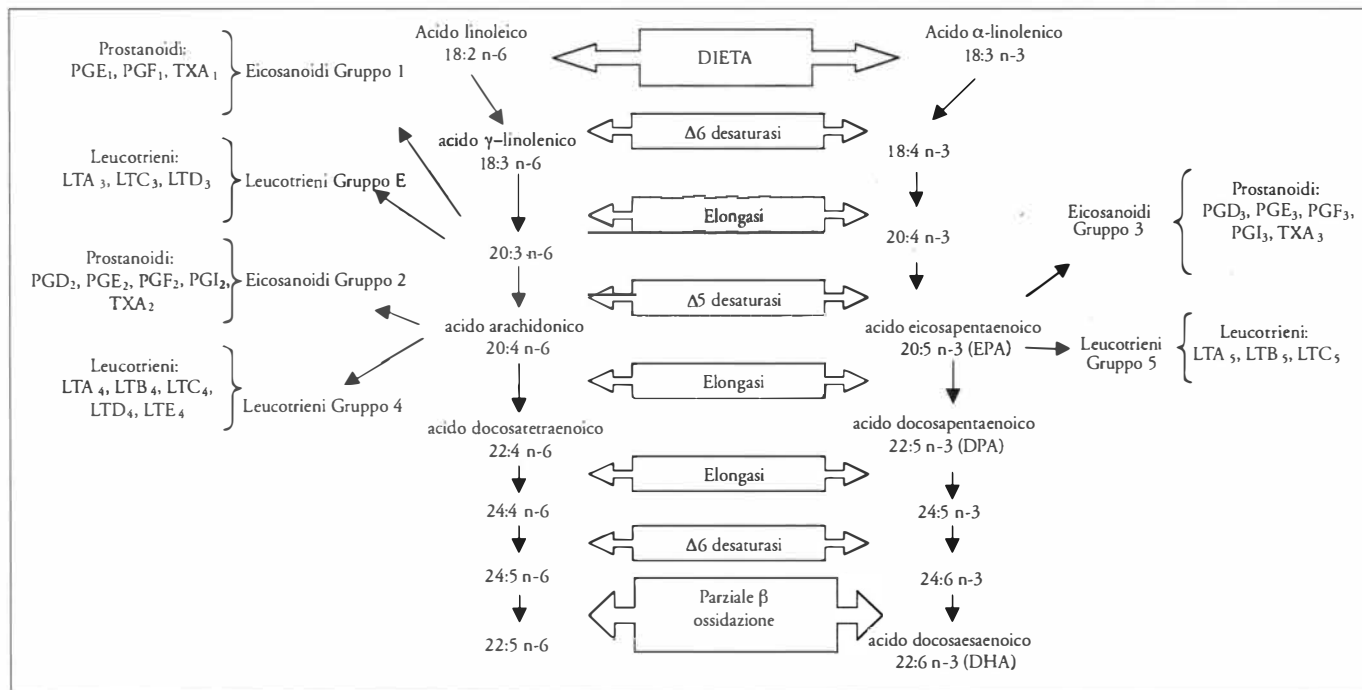 Prostanoidi:
PGE₁, PGF₁, TXA₁
Eicosanoidi Gruppo 1
Leucotrieni:
LTA₃, LTC₃, LTD₃
Leucotrieni Gruppo E
Prostanoidi:
PGD₂, PGE₂, PGF₂, PGI₂,
TXA₂
Eicosanoidi Gruppo 2
Leucotrieni:
LTA₄, LTB₄, LTC₄,
LTD₄, LTE₄
Leucotrieni Gruppo 4
Acido linoleico
18:2 n-6
acido γ-linolenico
18:3 n-6
20:3 n-6
acido arachidonico
20:4 n-6
acido docosatetraenoico
22:4 n-6
24:4 n-6
24:5 n-6
22:5 n-6
DIETA
Δ6 desaturasi
Elongasi
Δ5 desaturasi
Elongasi
Elongasi
Δ6 desaturasi
Parziale β
ossidazione
Acido α-linolenico
18:3 n-3
18:4 n-3
20:4 n-3
acido eicosapentaenoico
20:5 n-3 (EPA)
acido docosapentaenoico
22:5 n-3 (DPA)
24:5 n-3
24:6 n-3
acido docosaesaenoico
22:6 n-3 (DHA)
Eicosanoidi
Gruppo 3
Prostanoidi:
PGD₃, PGE₃, PGF₃,
PGI₃, TXA₃
Leucotrieni
Gruppo 5
Leucotrieni:
LTA₅, LTB₅, LTC₅